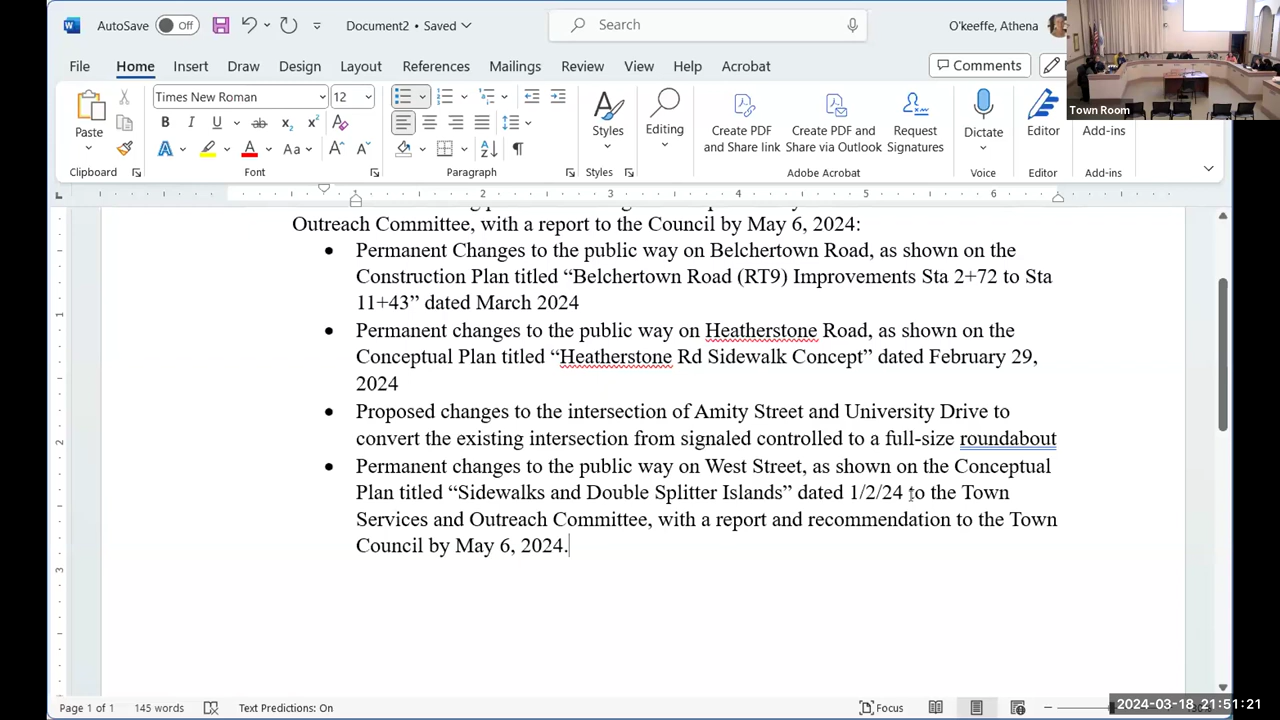 AutoSave Off Document2 • Saved Search O'keeffe, Athena
File Home Insert Draw Design Layout References Mailings Review View Help Acrobat Comments
Town Room
Times New Roman 12
Paste
Styles Editing Create PDF and Share link Create PDF and Share via Outlook Request Signatures Dictate Editor Add-ins
Clipboard Font Paragraph Styles Adobe Acrobat Voice Editor Add-ins
1 2 3 4 5 6
Outreach Committee, with a report to the Council by May 6, 2024:
• Permanent Changes to the public way on Belchertown Road, as shown on the
Construction Plan titled “Belchertown Road (RT9) Improvements Sta 2+72 to Sta
11+43” dated March 2024
• Permanent changes to the public way on Heatherstone Road, as shown on the
Conceptual Plan titled “Heatherstone Rd Sidewalk Concept” dated February 29,
2024
• Proposed changes to the intersection of Amity Street and University Drive to
convert the existing intersection from signaled controlled to a full-size roundabout
• Permanent changes to the public way on West Street, as shown on the Conceptual
Plan titled “Sidewalks and Double Splitter Islands” dated 1/2/24 to the Town
Services and Outreach Committee, with a report and recommendation to the Town
Council by May 6, 2024.
Page 1 of 1 145 words Text Predictions: On Focus
2024-03-18 21:51:21